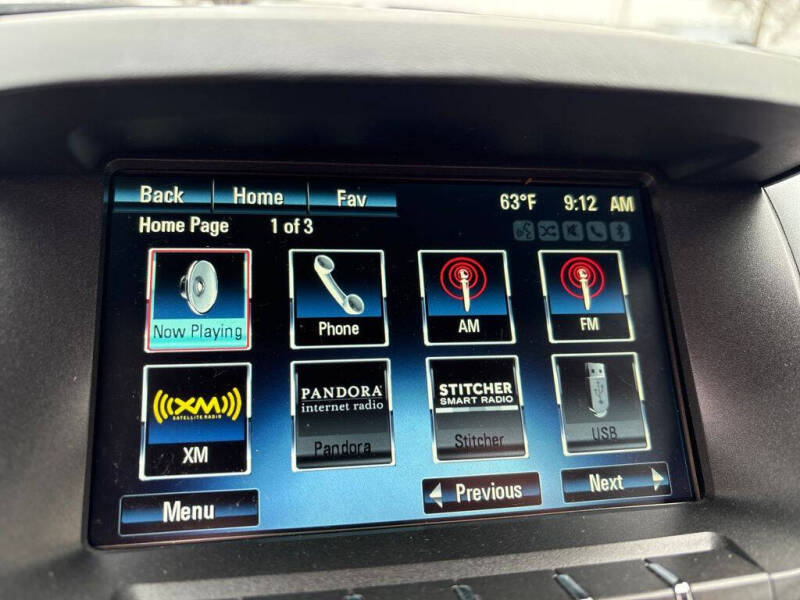 Back Home Fav 63°F 9:12 AM
Home Page 1 of 3
Now Playing
Phone
AM
FM
((XM))
SATELLITE RADIO
XM
PANDORA®
internet radio
Pandora
STITCHER
SMART RADIO
Stitcher
USB
Menu
Previous
Next